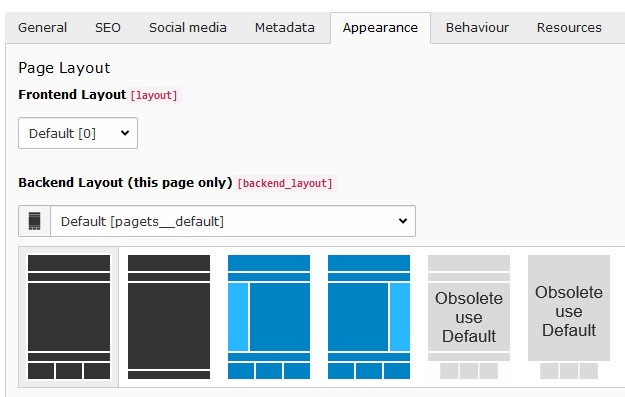 General SEO Social media Metadata Appearance Behaviour Resources
Page Layout
Frontend Layout [layout]
Default [0]
Backend Layout (this page only) [backend_layout]
Default [pagets__default]
Obsolete
use
Default
Obsolete
use
Default